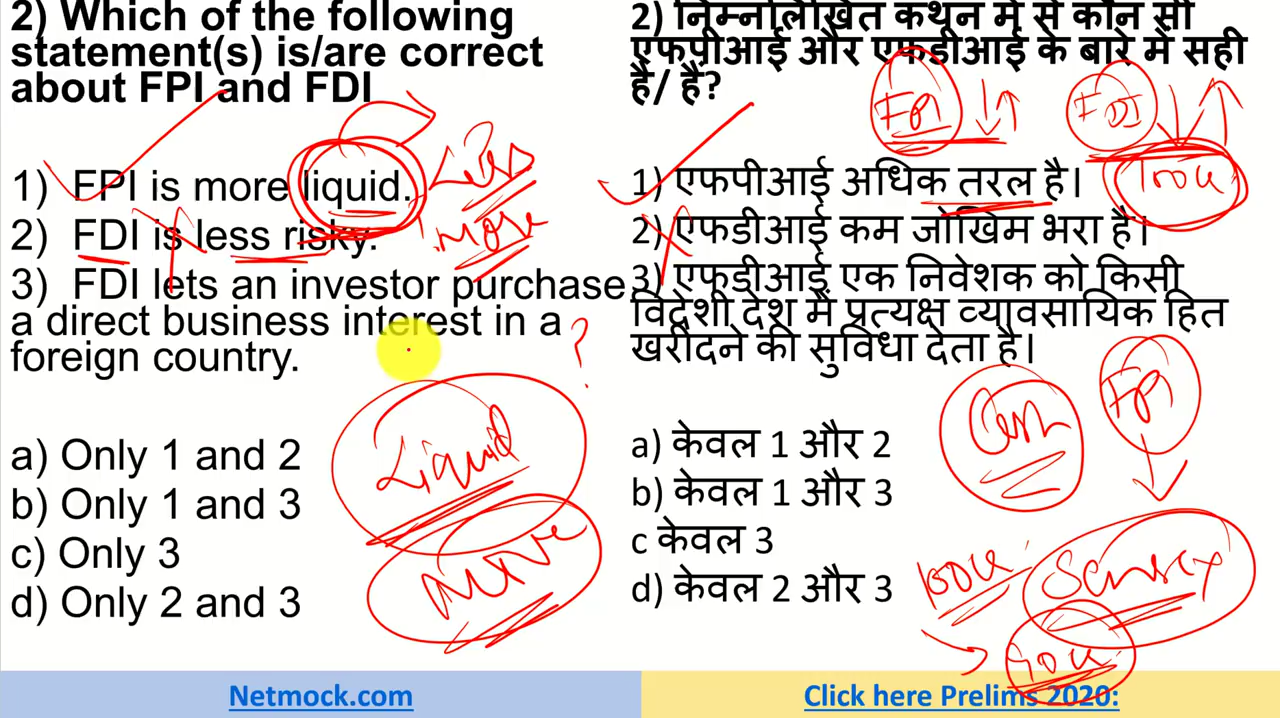 2) Which of the following
statement(s) is/are correct
about FPI and FDI
1) FPI is more liquid.
2) FDI is less risky.
3) FDI lets an investor purchase
a direct business interest in a
foreign country.
a) Only 1 and 2
b) Only 1 and 3
c) Only 3
d) Only 2 and 3
Less
more
?
Liquid
move
Netmock.com
2) निम्नलिखित कथन में से कौन सी
एफपीआई और एफडीआई के बारे में सही
है/ हैं?
FPI
FDI
100cr
1) एफपीआई अधिक तरल है।
2) एफडीआई कम जोखिम भरा है।
3) एफडीआई एक निवेशक को किसी
विदेशी देश में प्रत्यक्ष व्यावसायिक हित
खरीदने की सुविधा देता है।
a) केवल 1 और 2
b) केवल 1 और 3
c केवल 3
d) केवल 2 और 3
FPI
Sensex
Click here Prelims 2020: